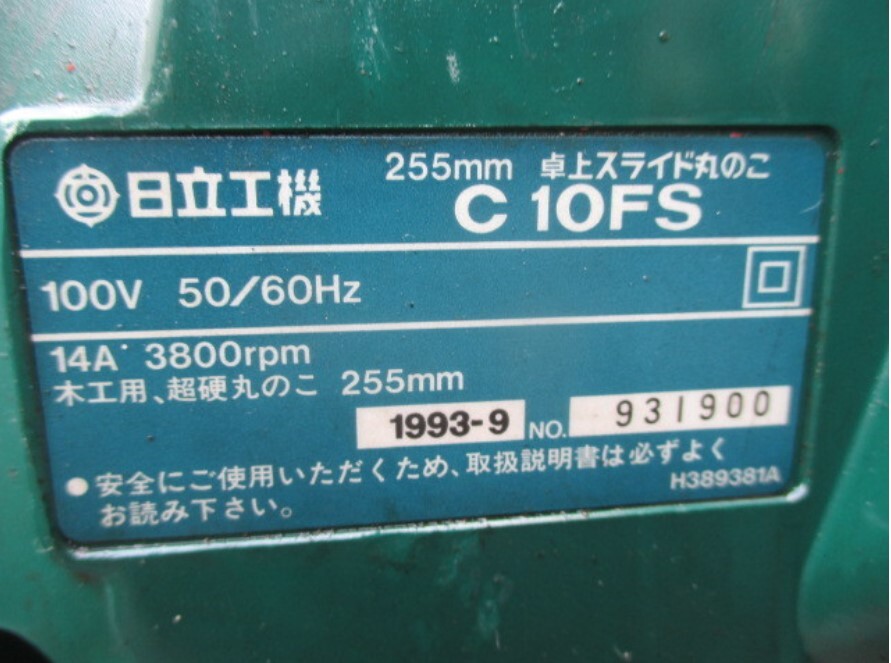 255mm 卓上スライド丸のこ
日立工機 C 10FS
100V 50/60Hz
14A 3800rpm
木工用、超硬丸のこ 255mm
1993-9 NO. 931900
●安全にご使用いただくため、取扱説明書は必ずよく
お読み下さい。
H389381A